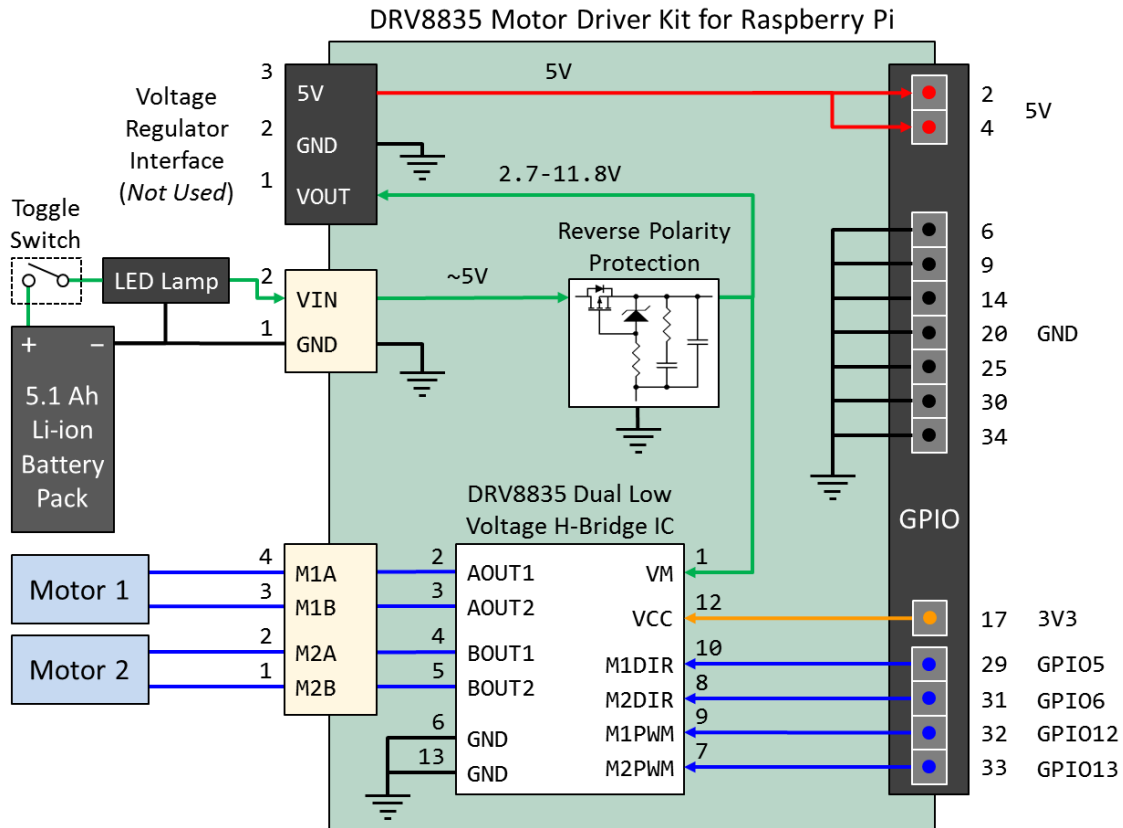 DRV8835 Motor Driver Kit for Raspberry Pi
Voltage
Regulator
Interface
(Not Used)
3
5V
2
GND
1
VOUT
5V
2.7-11.8V
2
4
5V
Toggle
Switch
LED Lamp
2
VIN
1
GND
~5V
Reverse Polarity
Protection
+ −
5.1 Ah
Li-ion
Battery
Pack
6
9
14
20
25
30
34
GND
GPIO
DRV8835 Dual Low
Voltage H-Bridge IC
Motor 1
Motor 2
4
M1A
3
M1B
2
M2A
1
M2B
2
AOUT1
3
AOUT2
4
BOUT1
5
BOUT2
6
GND
13
GND
VM
1
VCC
12
M1DIR
10
M2DIR
8
M1PWM
9
M2PWM
7
17 3V3
29 GPIO5
31 GPIO6
32 GPIO12
33 GPIO13